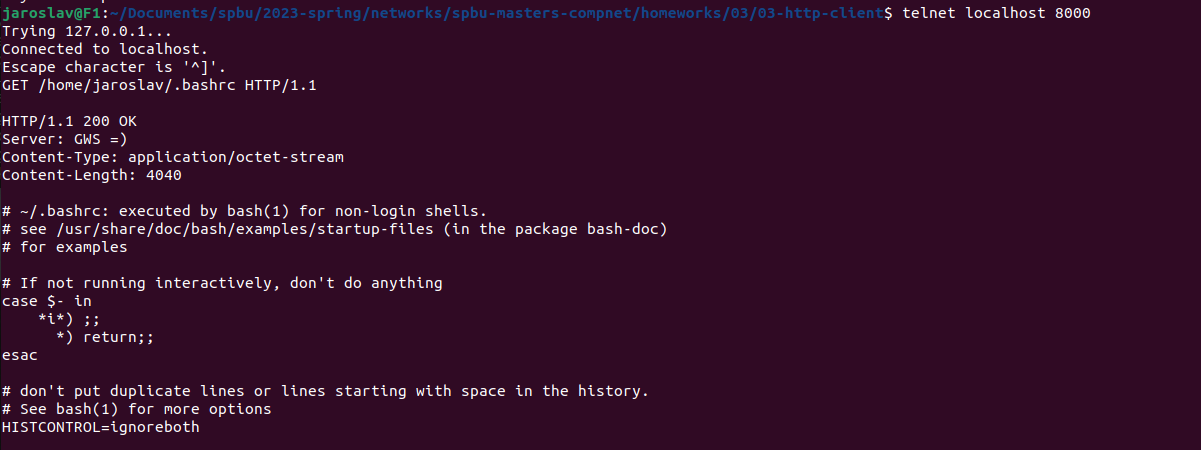 jaroslav@F1:~/Documents/spbu/2023-spring/networks/spbu-masters-compnet/homeworks/03/03-http-client$ telnet localhost 8000
Trying 127.0.0.1...
Connected to localhost.
Escape character is '^]'.
GET /home/jaroslav/.bashrc HTTP/1.1

HTTP/1.1 200 OK
Server: GWS =)
Content-Type: application/octet-stream
Content-Length: 4040

# ~/.bashrc: executed by bash(1) for non-login shells.
# see /usr/share/doc/bash/examples/startup-files (in the package bash-doc)
# for examples

# If not running interactively, don't do anything
case $- in
    *i*) ;;
      *) return;;
esac

# don't put duplicate lines or lines starting with space in the history.
# See bash(1) for more options
HISTCONTROL=ignoreboth